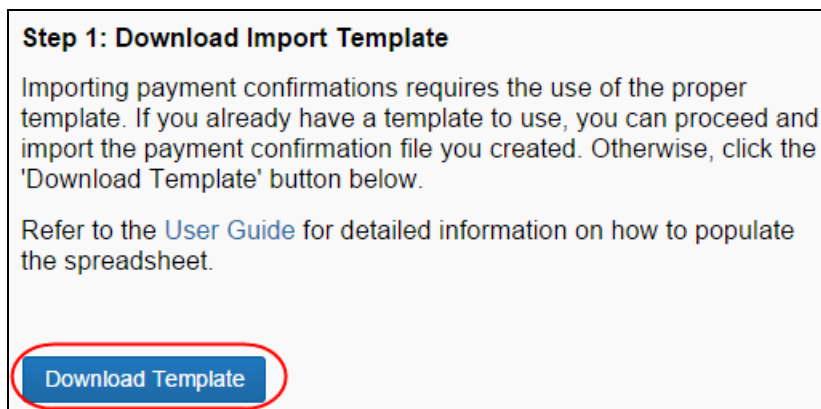 Step 1: Download Import Template
Importing payment confirmations requires the use of the proper
template. If you already have a template to use, you can proceed and
import the payment confirmation file you created. Otherwise, click the
'Download Template' button below.
Refer to the User Guide for detailed information on how to populate
the spreadsheet.
Download Template